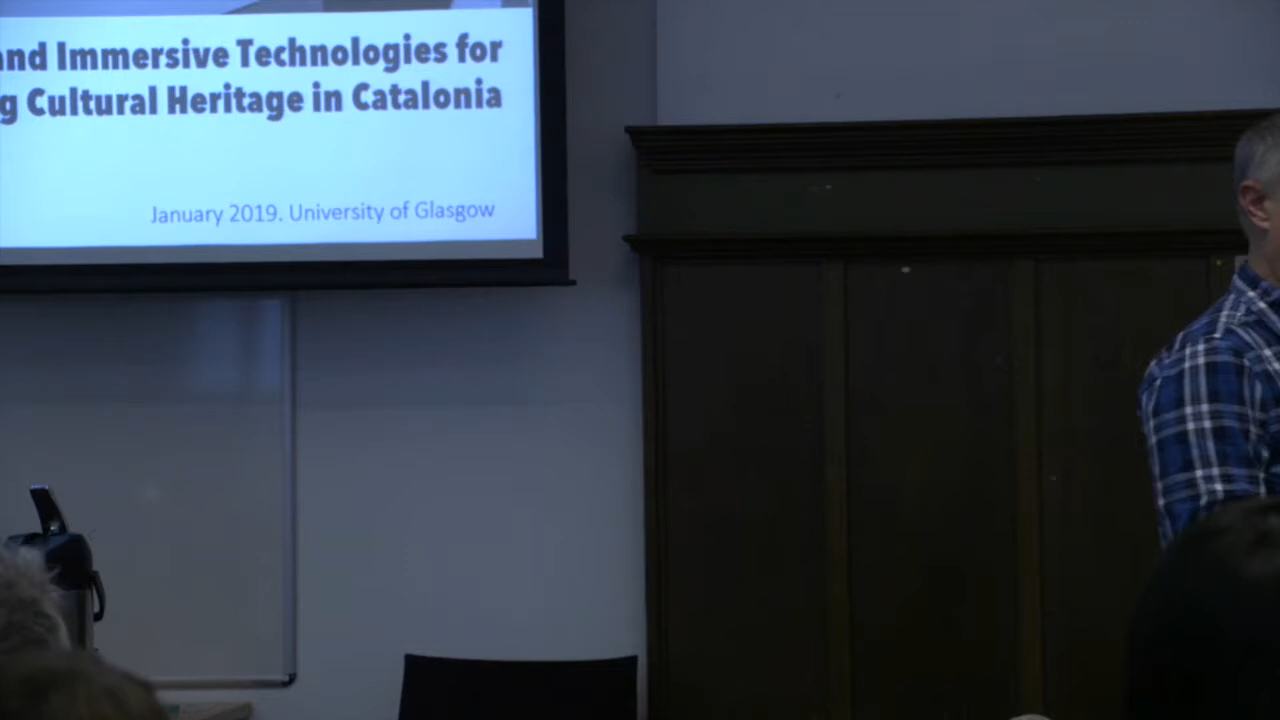 and Immersive Technologies for
g Cultural Heritage in Catalonia
January 2019. University of Glasgow